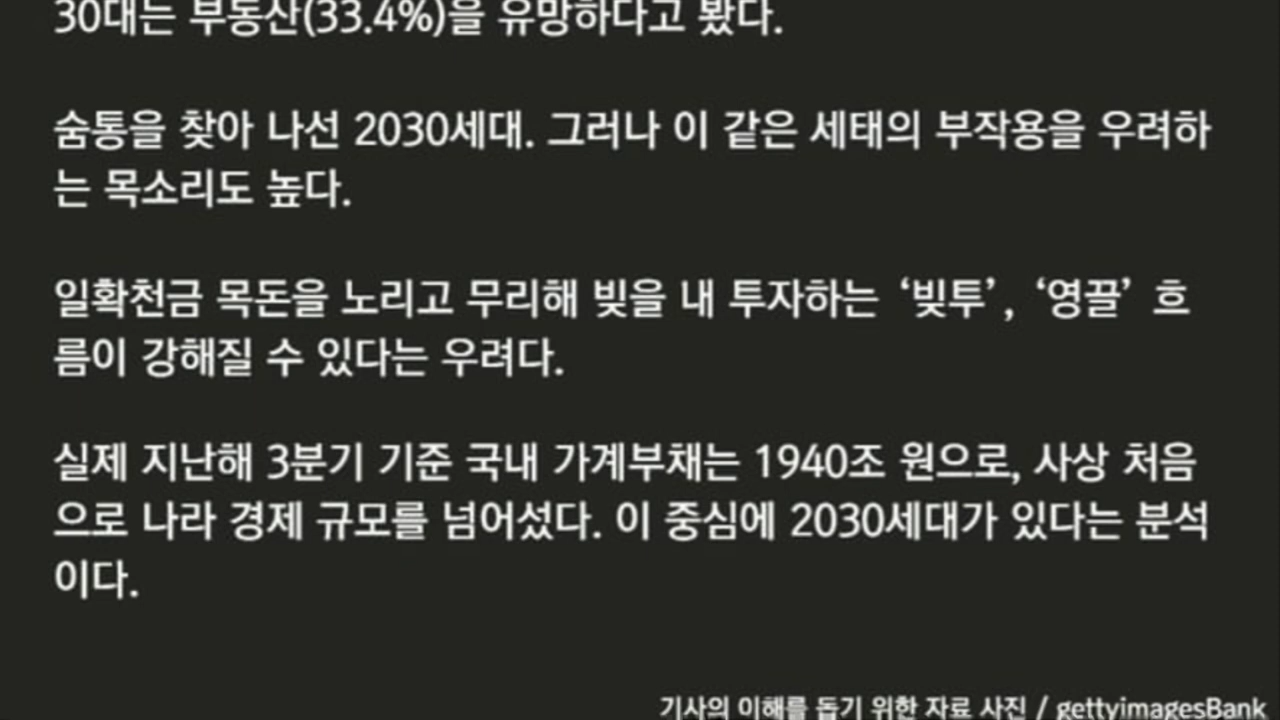 30대는 부동산(33.4%)을 유망하다고 봤다.
숨통을 찾아 나선 2030세대. 그러나 이 같은 세태의 부작용을 우려하
는 목소리도 높다.
일확천금 목돈을 노리고 무리해 빚을 내 투자하는 ‘빚투’, ‘영끌’ 흐
름이 강해질 수 있다는 우려다.
실제 지난해 3분기 기준 국내 가계부채는 1940조 원으로, 사상 처음
으로 나라 경제 규모를 넘어섰다. 이 중심에 2030세대가 있다는 분석
이다.
기사의 이해를 돕기 위한 자료 사진 / gettyimagesBank